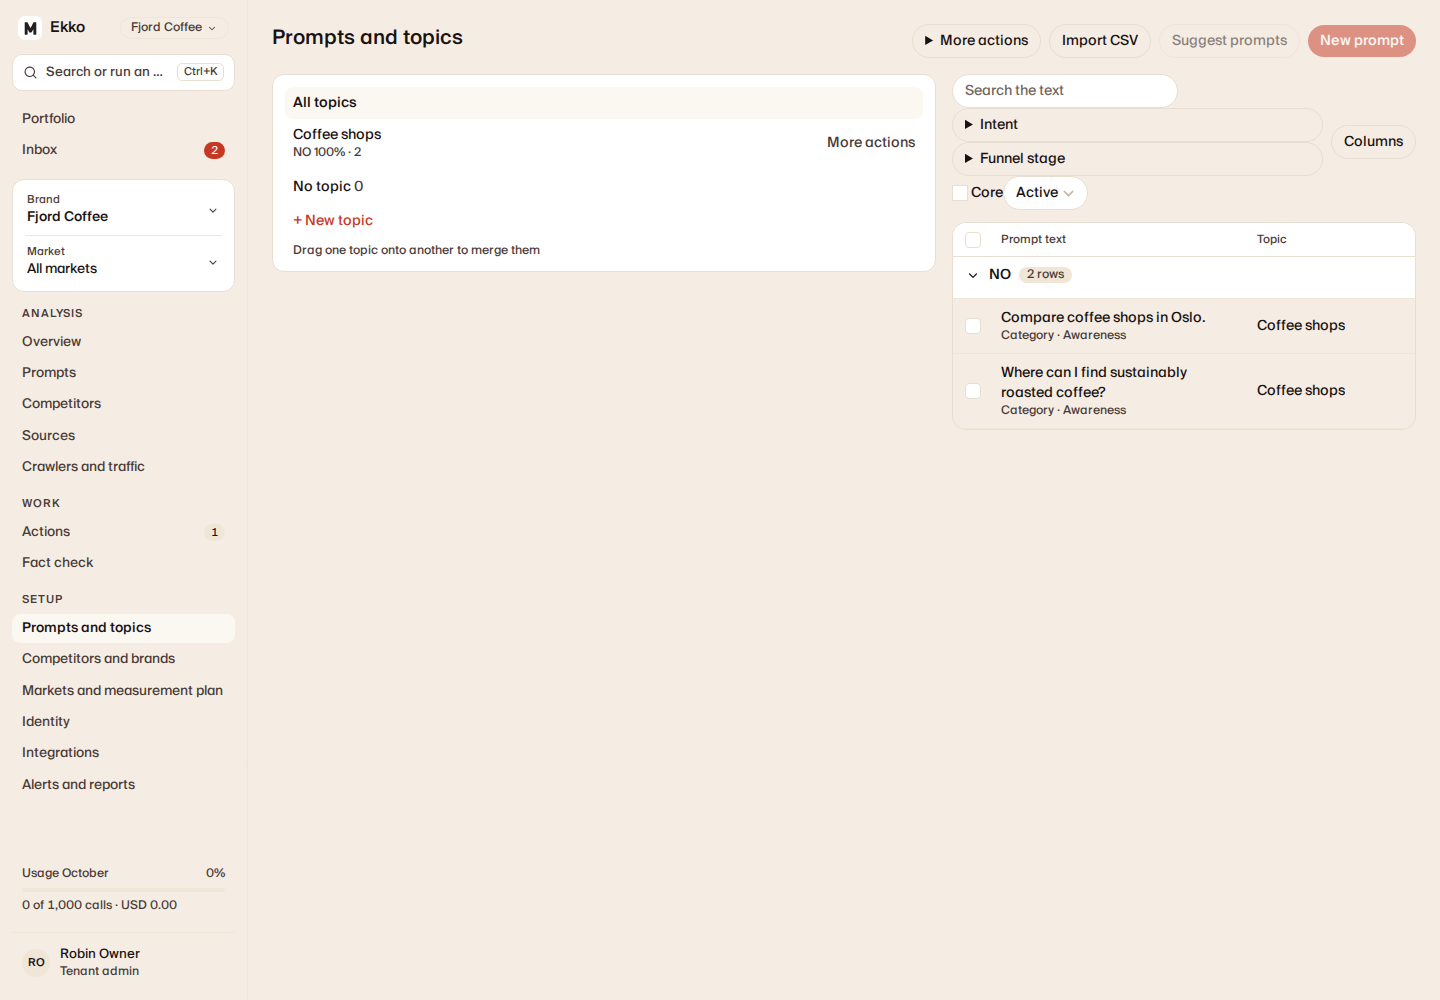 Ekko
Fjord Coffee
Search or run an ...
Ctrl+K
Portfolio
Inbox
2
Brand
Fjord Coffee
Market
All markets
ANALYSIS
Overview
Prompts
Competitors
Sources
Crawlers and traffic
WORK
Actions
1
Fact check
SETUP
Prompts and topics
Competitors and brands
Markets and measurement plan
Identity
Integrations
Alerts and reports
Usage October
0%
0 of 1,000 calls · USD 0.00
RO
Robin Owner
Tenant admin
Prompts and topics
More actions
Import CSV
Suggest prompts
New prompt
All topics
Coffee shops
NO 100% · 2
More actions
No topic 0
+ New topic
Drag one topic onto another to merge them
Search the text
Intent
Funnel stage
Columns
Core
Active
Prompt text
Topic
NO
2 rows
Compare coffee shops in Oslo.
Category · Awareness
Coffee shops
Where can I find sustainably
roasted coffee?
Category · Awareness
Coffee shops